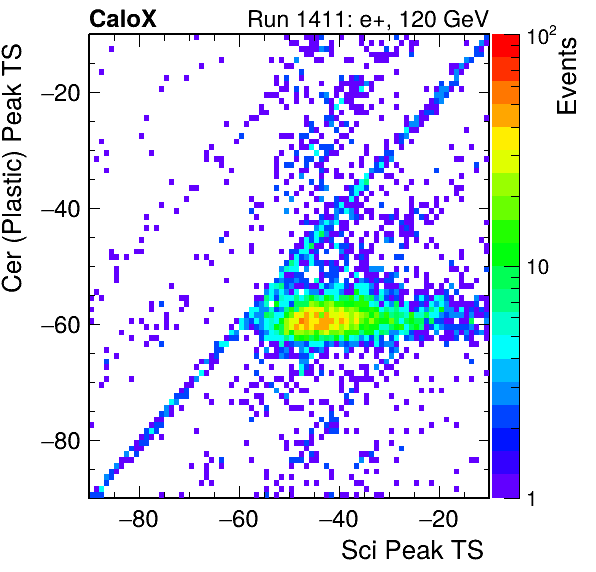 CaloX Run 1411: e+, 120 GeV
Cer (Plastic) Peak TS
−20
−40
−60
−80
−80 −60 −40 −20
Sci Peak TS
10²
10
1
Events